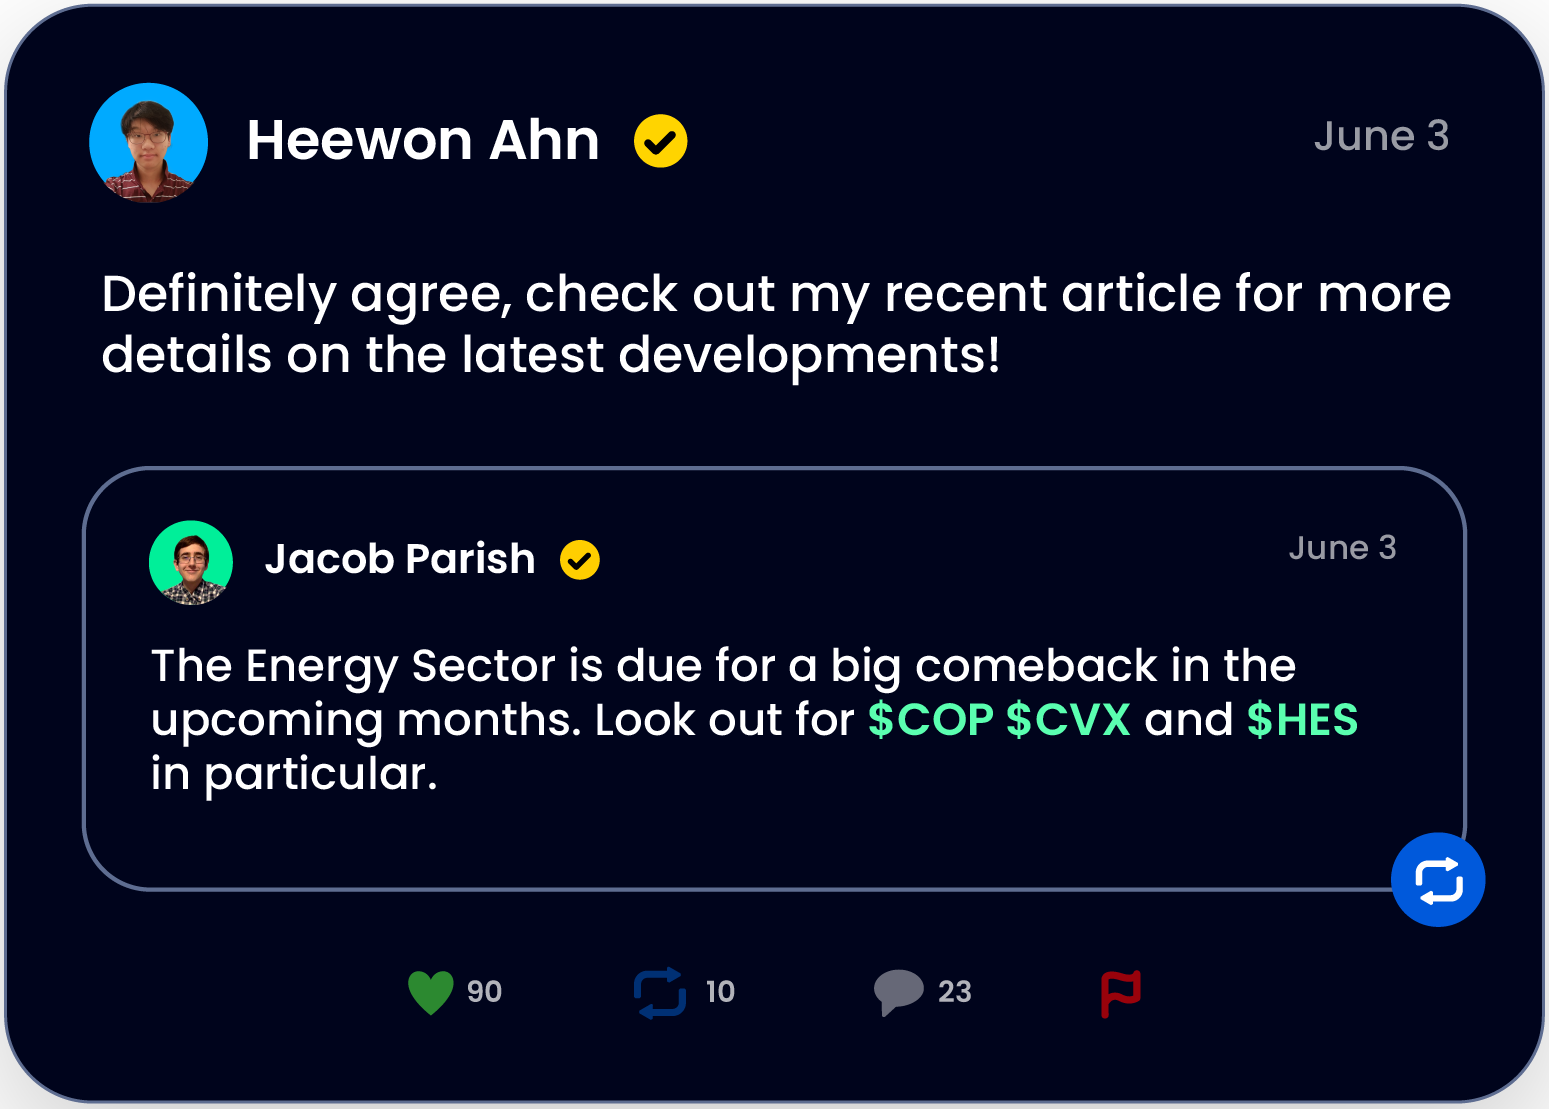 Heewon Ahn
June 3
Definitely agree, check out my recent article for more
details on the latest developments!
Jacob Parish
June 3
The Energy Sector is due for a big comeback in the
upcoming months. Look out for $COP $CVX and $HES
in particular.
90
10
23